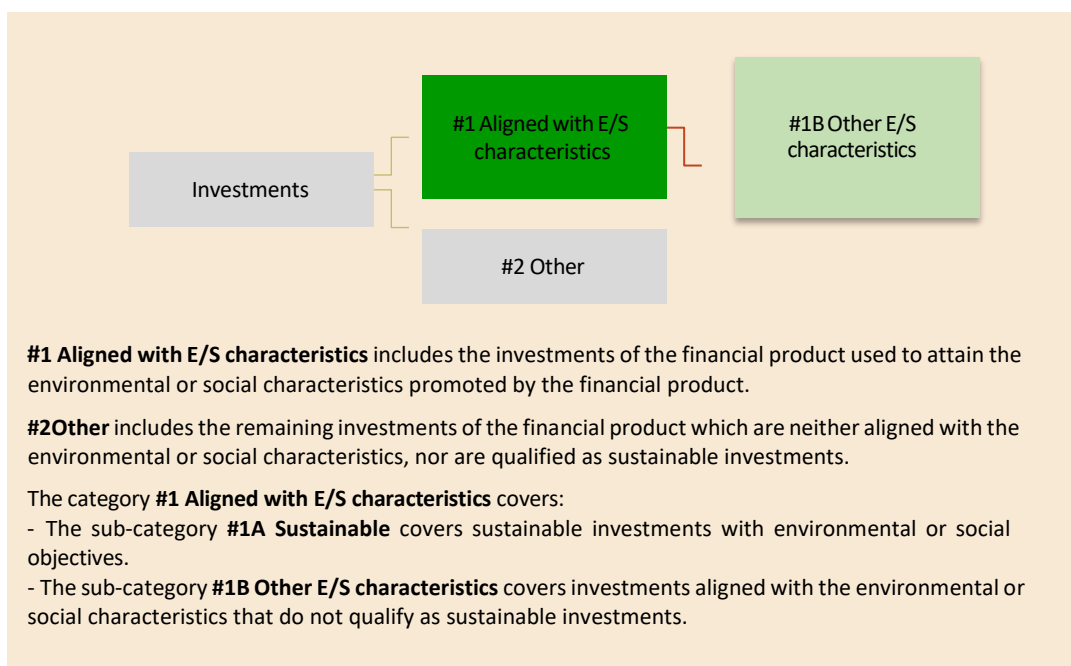 #1 Aligned with E/S
characteristics
#1B Other E/S
characteristics
Investments
#2 Other
#1 Aligned with E/S characteristics includes the investments of the financial product used to attain the
environmental or social characteristics promoted by the financial product.
#2Other includes the remaining investments of the financial product which are neither aligned with the
environmental or social characteristics, nor are qualified as sustainable investments.
The category #1 Aligned with E/S characteristics covers:
- The sub-category #1A Sustainable covers sustainable investments with environmental or social
objectives.
- The sub-category #1B Other E/S characteristics covers investments aligned with the environmental or
social characteristics that do not qualify as sustainable investments.